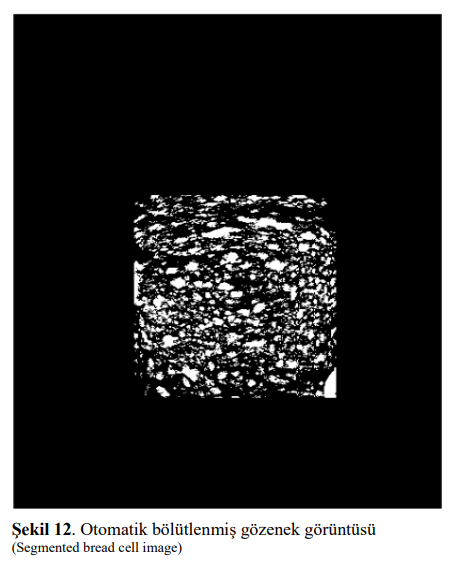 Şekil 12. Otomatik bölütlenmiş gözenek görüntüsü
(Segmented bread cell image)